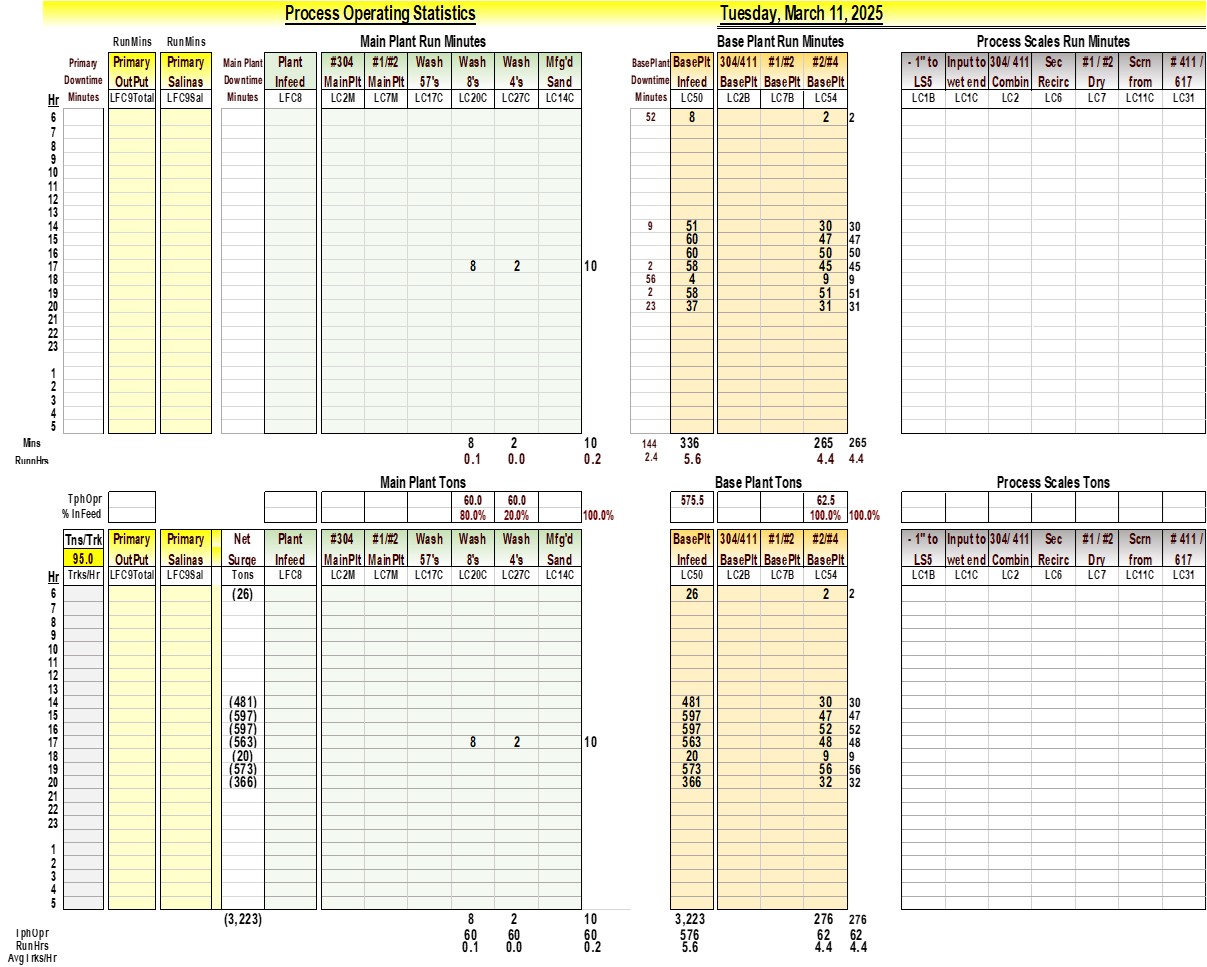 Process Operating Statistics Tuesday, March 11, 2025
RunMins RunMins Main Plant Run Minutes Base Plant Run Minutes Process Scales Run Minutes
Primary Primary Primary Main Plant Plant #304 #1/#2 Wash Wash Wash Mfg'd BasePlant BasePlt 304/411 #1/#2 #2/#4 - 1" to Input to 304/ 411 Sec #1 / #2 Scrn # 411 /
Downtime OutPut Salinas Downtime Infeed MainPlt MainPlt 57's 8's 4's Sand Downtime Infeed BasePlt BasePlt BasePlt LS5 wet end Combin Recirc Dry from 617
Hr Minutes LFC9Total LFC9Sal Minutes LFC8 LC2M LC7M LC17C LC20C LC27C LC14C Minutes LC50 LC2B LC7B LC54 LC1B LC1C LC2 LC6 LC7 LC11C LC31
6 52 8 2 2
7
8
9
10
11
12
13
14 9 51 30 30
15 60 47 47
16 60 50 50
17 8 2 10 2 58 45 45
18 56 4 9 9
19 2 58 51 51
20 23 37 31 31
21
22
23
1
2
3
4
5
Mins 8 2 10 144 336 265 265
RunnHrs 0.1 0.0 0.2 2.4 5.6 4.4 4.4
Main Plant Tons Base Plant Tons Process Scales Tons
TphOpr 60.0 60.0 575.5 62.5
% InFeed 80.0% 20.0% 100.0% 100.0% 100.0%
Tns/Trk Primary Primary Net Plant #304 #1/#2 Wash Wash Wash Mfg'd BasePlt 304/411 #1/#2 #2/#4 - 1" to Input to 304/ 411 Sec #1 / #2 Scrn # 411 /
95.0 OutPut Salinas Surge Infeed MainPlt MainPlt 57's 8's 4's Sand Infeed BasePlt BasePlt BasePlt LS5 wet end Combin Recirc Dry from 617
Hr Trks/Hr LFC9Total LFC9Sal Tons LFC8 LC2M LC7M LC17C LC20C LC27C LC14C LC50 LC2B LC7B LC54 LC1B LC1C LC2 LC6 LC7 LC11C LC31
6 (26) 26 2 2
7
8
9
10
11
12
13
14 (481) 481 30 30
15 (597) 597 47 47
16 (597) 597 52 52
17 (563) 8 2 10 563 48 48
18 (20) 20 9 9
19 (573) 573 56 56
20 (366) 366 32 32
21
22
23
1
2
3
4
5
(3,223) 8 2 10 3,223 276 276
TphOpr 60 60 60 576 62 62
RunHrs 0.1 0.0 0.2 5.6 4.4 4.4
AvgTrks/Hr